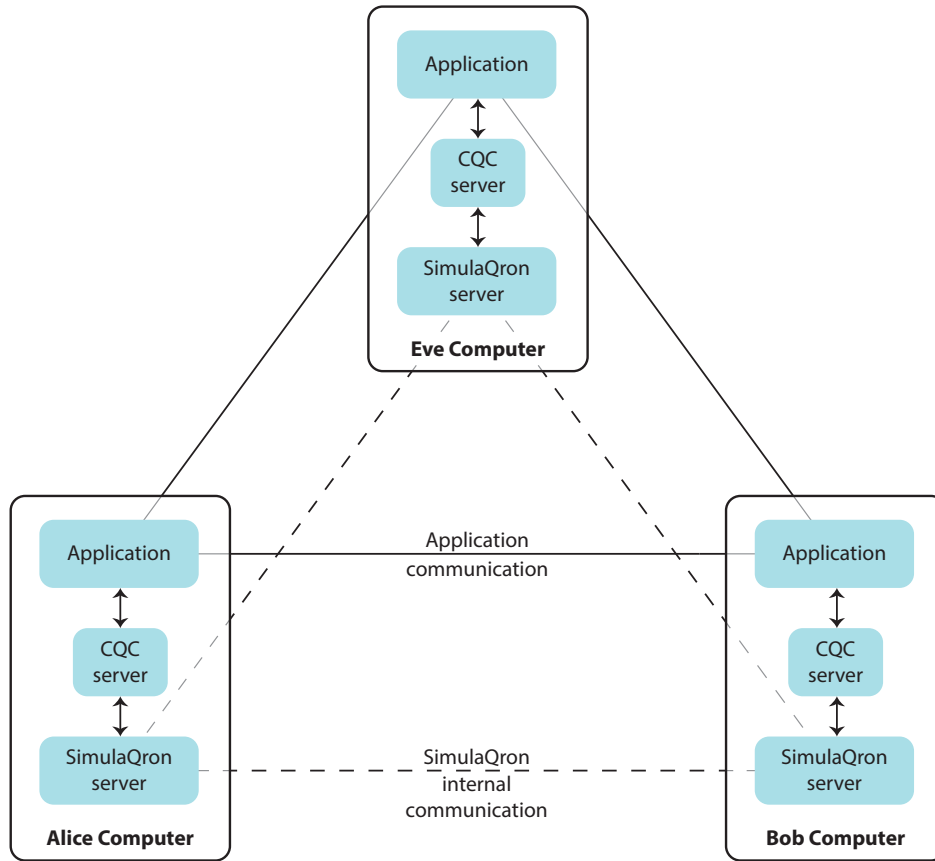 Application
CQC
server
SimulaQron
server
Eve Computer
Application
CQC
server
SimulaQron
server
Alice Computer
Application
communication
SimulaQron
internal
communication
Application
CQC
server
SimulaQron
server
Bob Computer